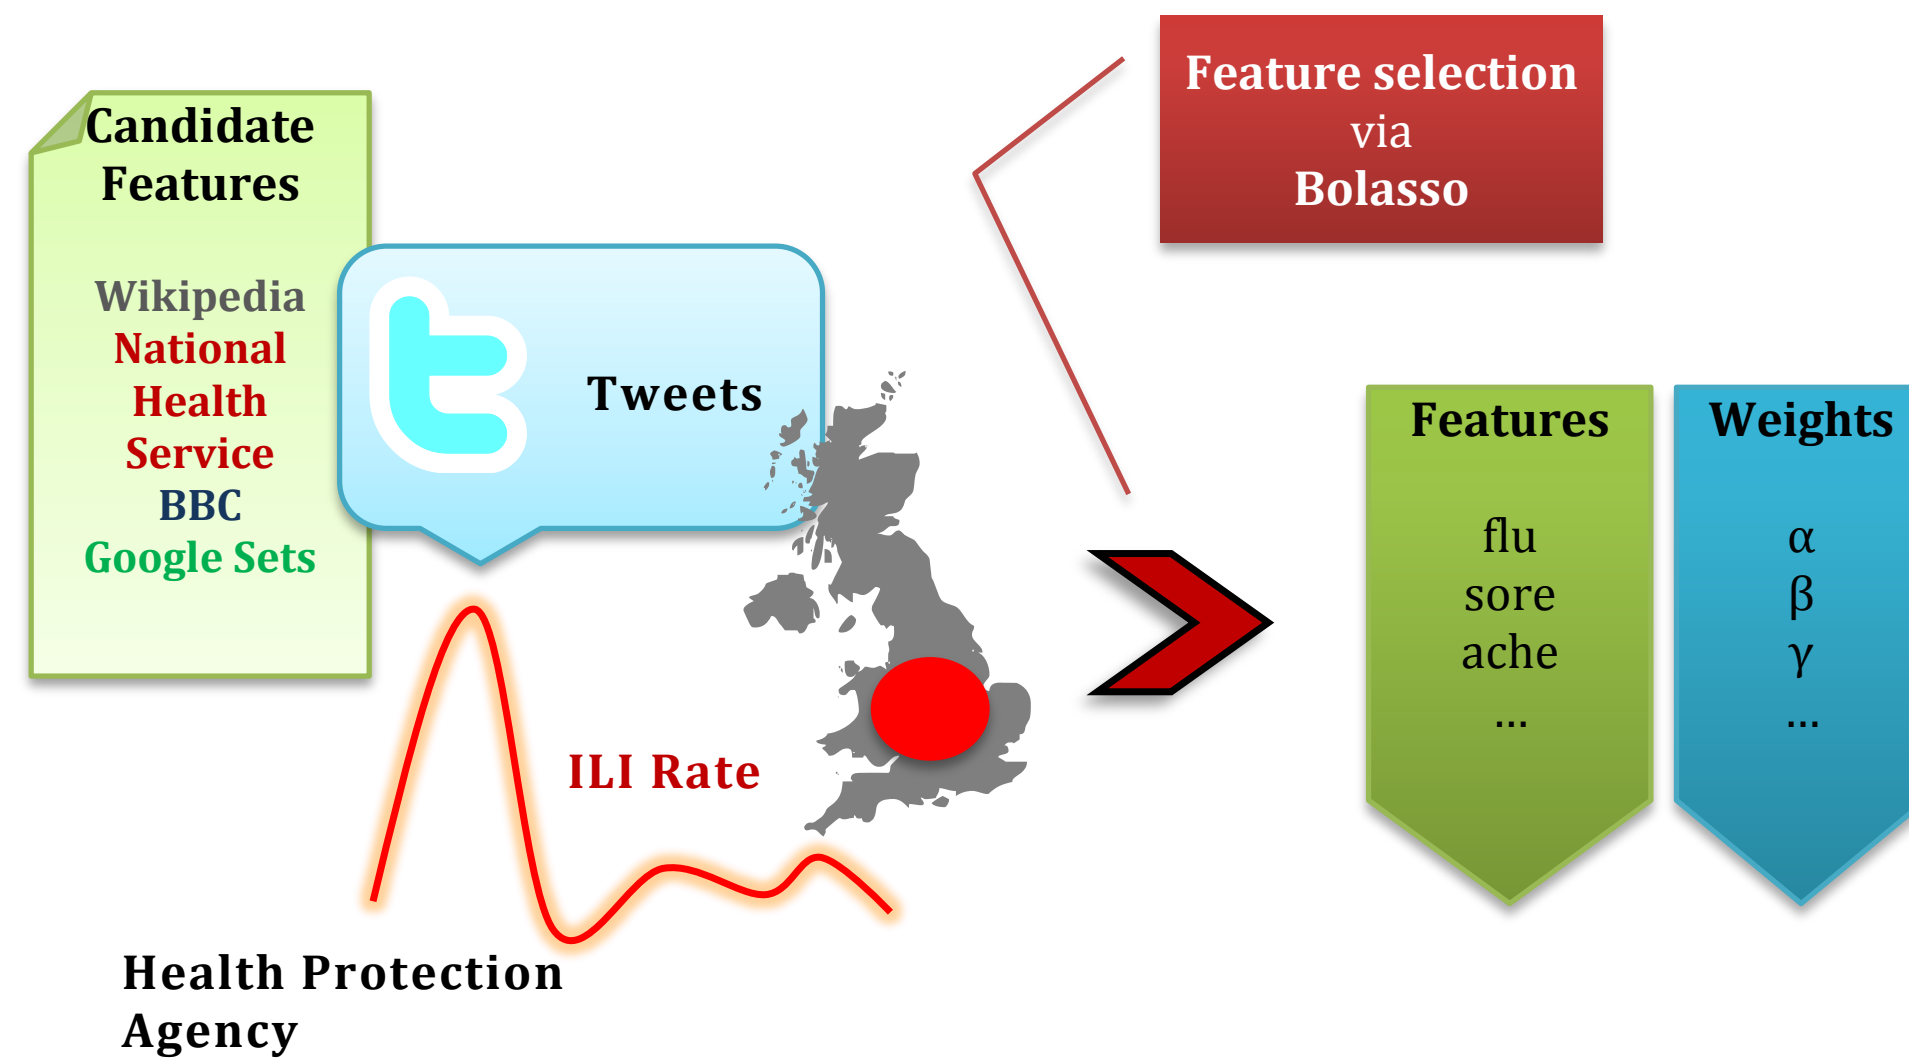 Candidate
Features
Wikipedia
National
Health
Service
BBC
Google Sets
Tweets
ILI Rate
Health Protection
Agency
Feature selection
via
Bolasso
Features
flu
sore
ache
...
Weights
α
β
γ
...